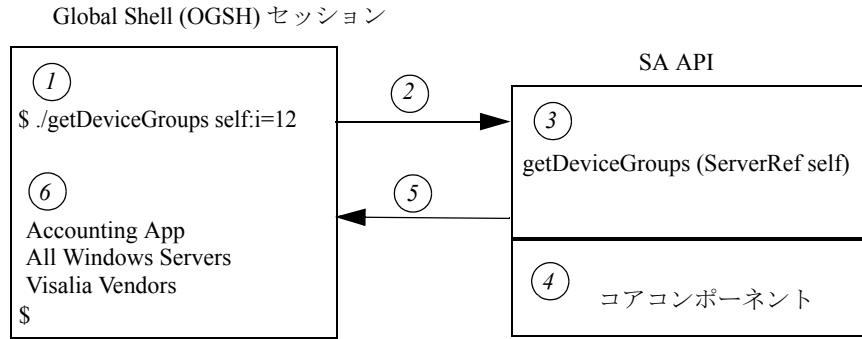 Global Shell (OGSH) セッション
1
$ ./getDeviceGroups self:i=12
6
Accounting App
All Windows Servers
Visalia Vendors
$
2
5
SA API
3
getDeviceGroups (ServerRef self)
4
コアコンポーネント